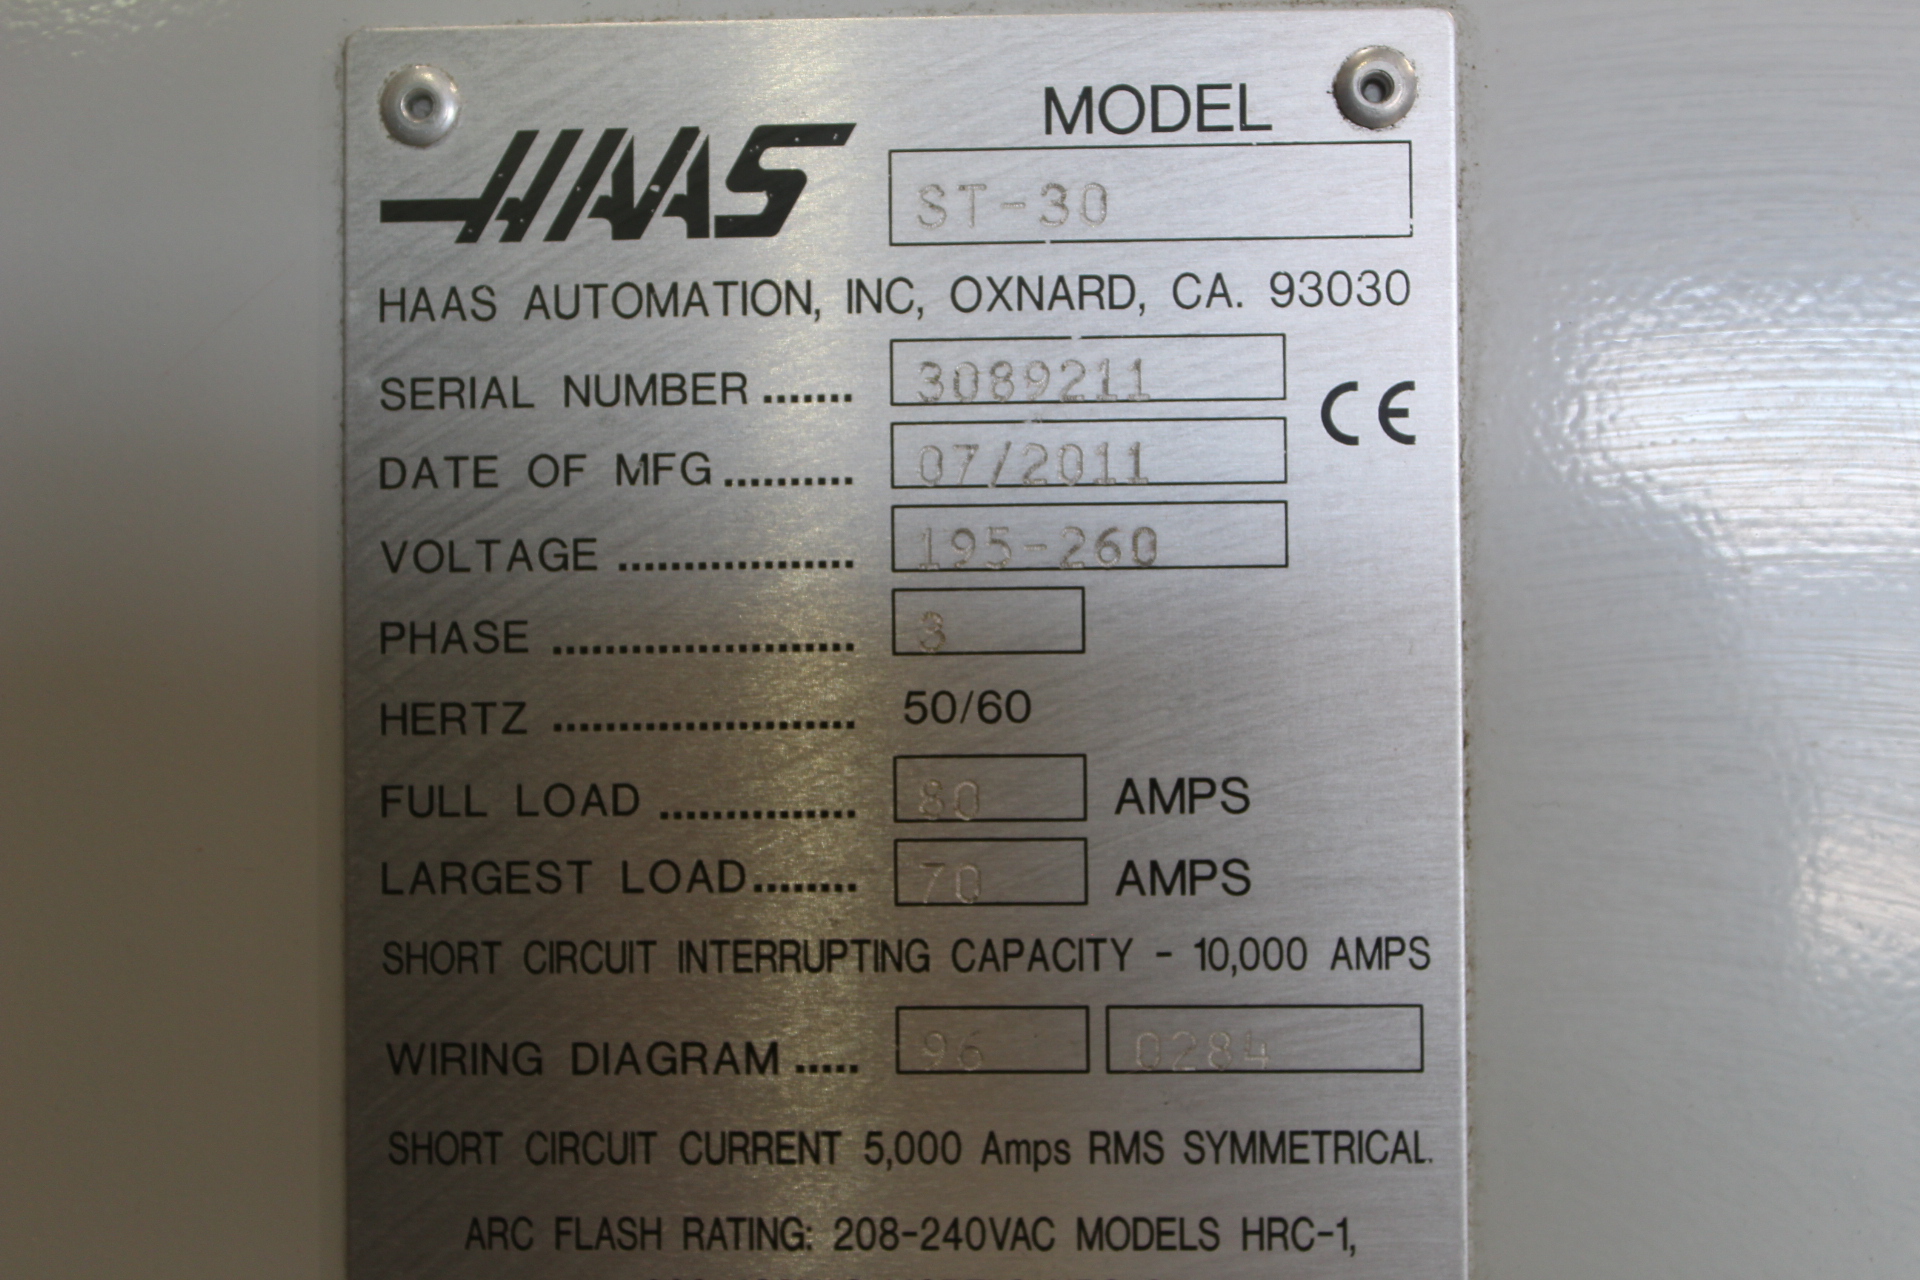 HAAS
MODEL
ST-30
HAAS AUTOMATION, INC, OXNARD, CA. 93030
SERIAL NUMBER ....... 3089211
CE
DATE OF MFG .......... 07/2011
VOLTAGE .................. 195-260
PHASE ....................... 3
HERTZ ....................... 50/60
FULL LOAD ............... 80 AMPS
LARGEST LOAD ........ 70 AMPS
SHORT CIRCUIT INTERRUPTING CAPACITY - 10,000 AMPS
WIRING DIAGRAM ..... 96 0284
SHORT CIRCUIT CURRENT 5,000 Amps RMS SYMMETRICAL.
ARC FLASH RATING: 208-240VAC MODELS HRC-1,